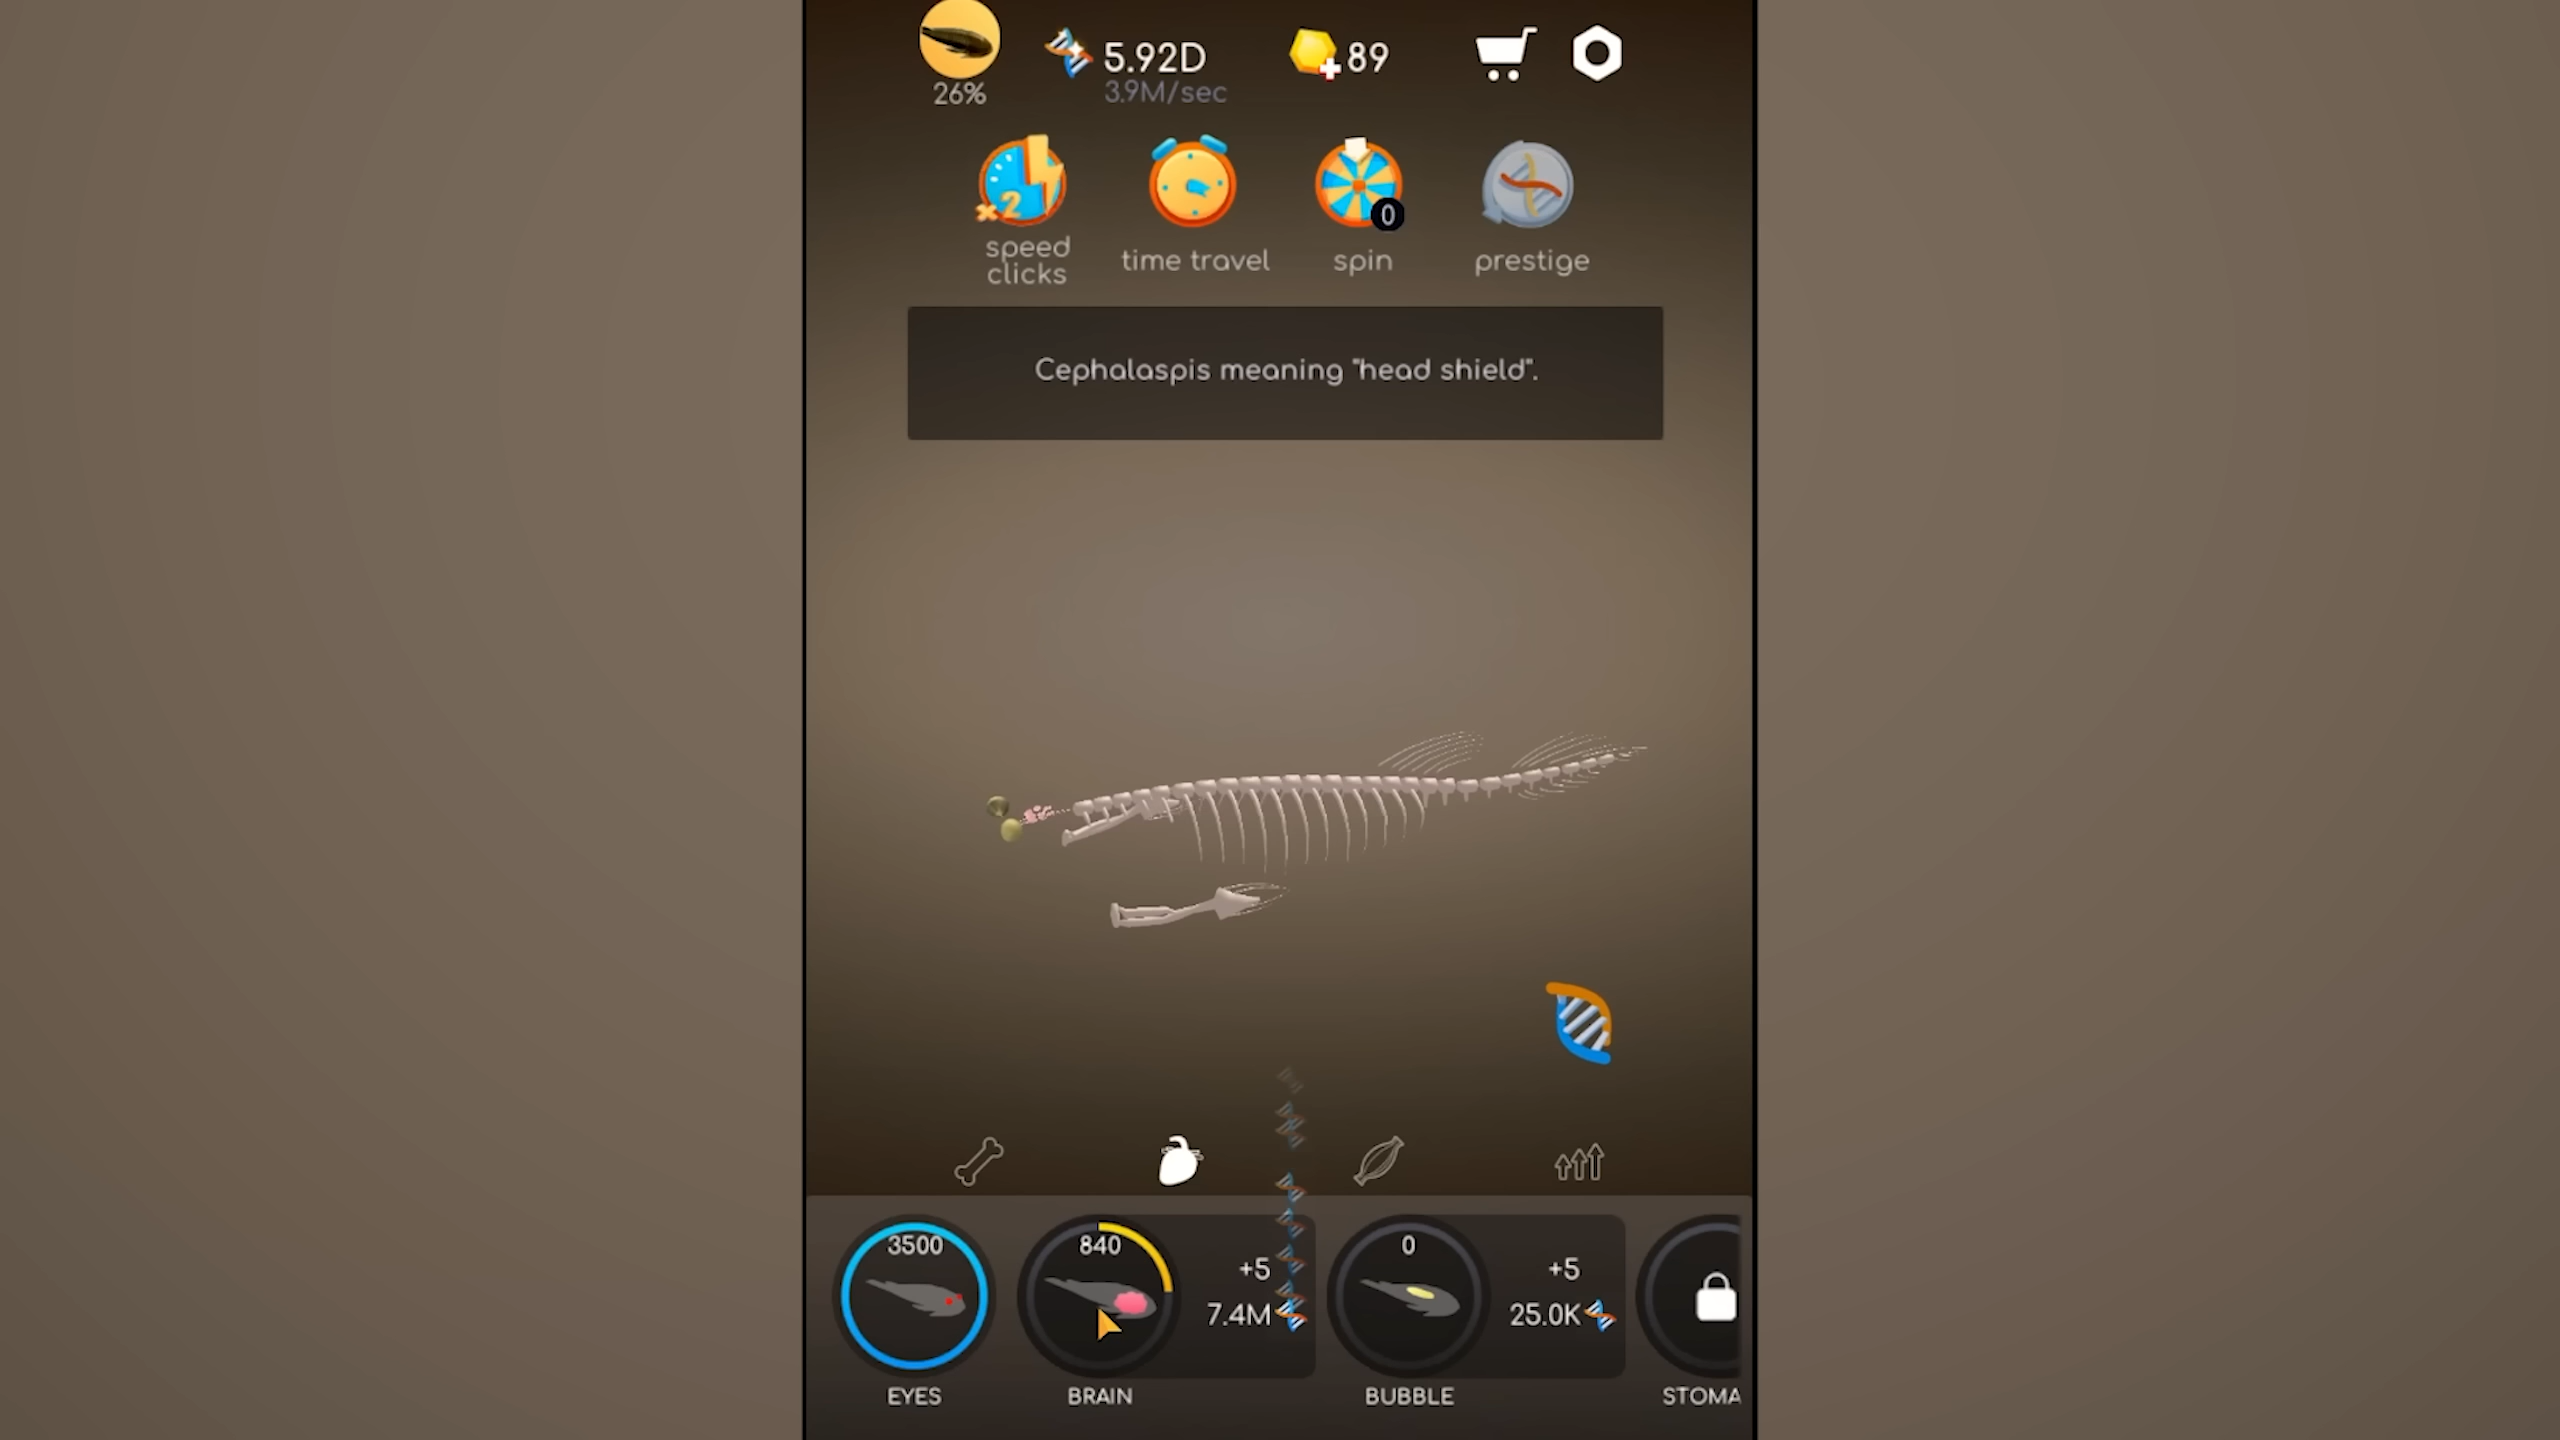 26%
5.92D
3.9M/sec
89
x2
speed
clicks
time travel
0
spin
prestige
Cephalaspis meaning "head shield".
3500
EYES
840
+5
7.4M
BRAIN
0
+5
25.0K
BUBBLE
STOMA